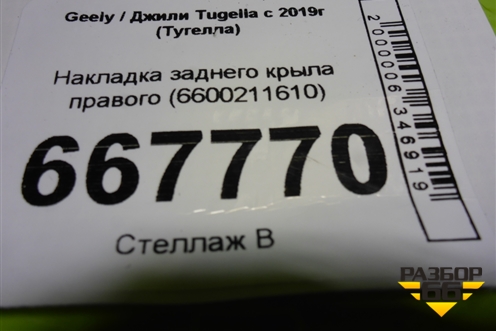 Geely / Джили Tugella с 2019г
(Тугелла)
Накладка заднего крыла
правого (6600211610)
667770
Стеллаж В
2000006346919
РАЗБОР
66